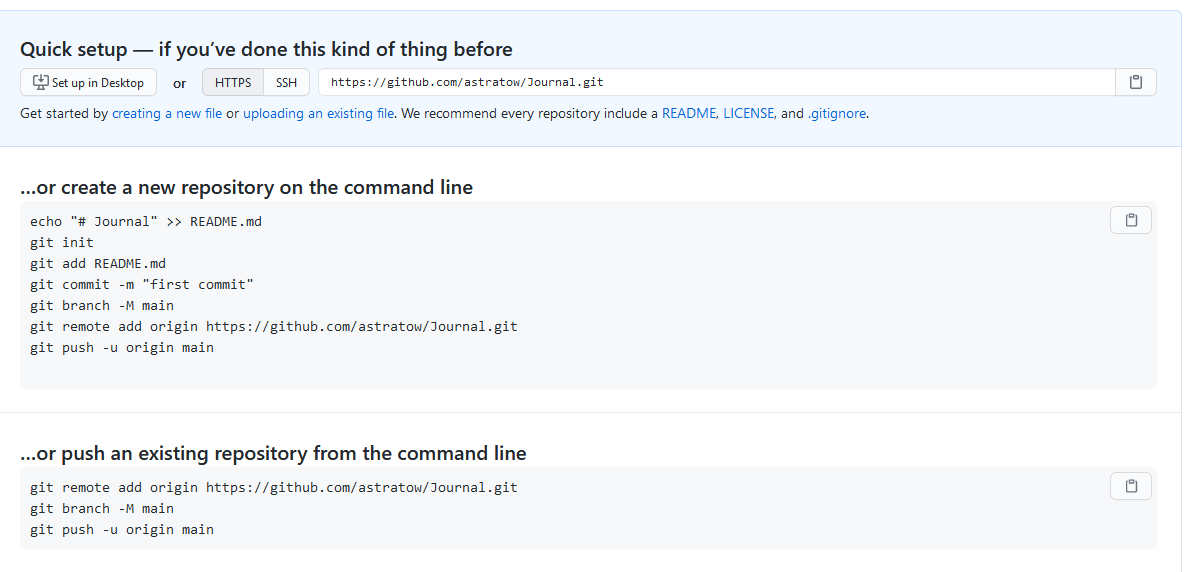 Quick setup — if you’ve done this kind of thing before
Set up in Desktop or HTTPS SSH https://github.com/astratow/Journal.git
Get started by creating a new file or uploading an existing file. We recommend every repository include a README, LICENSE, and .gitignore.
…or create a new repository on the command line
echo "# Journal" >> README.md
git init
git add README.md
git commit -m "first commit"
git branch -M main
git remote add origin https://github.com/astratow/Journal.git
git push -u origin main
…or push an existing repository from the command line
git remote add origin https://github.com/astratow/Journal.git
git branch -M main
git push -u origin main